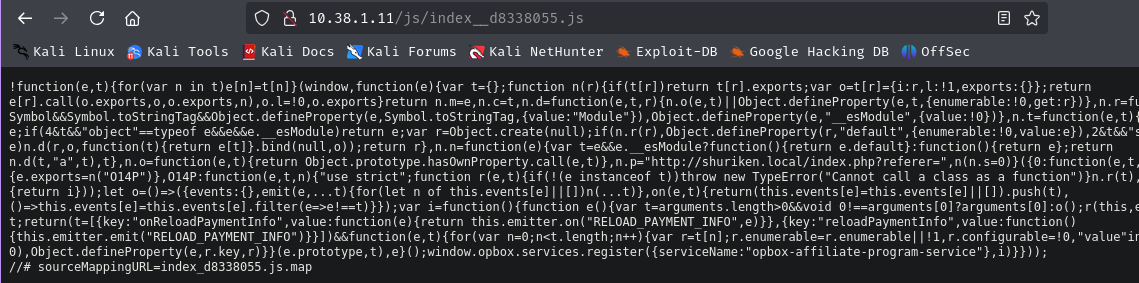 10.38.1.11/js/index__d8338055.js
Kali Linux Kali Tools Kali Docs Kali Forums Kali NetHunter Exploit-DB Google Hacking DB OffSec
!function(e,t){for(var n in t)e[n]=t[n]}(window,function(e){var t={};function n(r){if(t[r])return t[r].exports;var o=t[r]={i:r,l:!1,exports:{}};return
e[r].call(o.exports,o,o.exports,n),o.l=!0,o.exports}return n.m=e,n.c=t,n.d=function(e,t,r){n.o(e,t)||Object.defineProperty(e,t,{enumerable:!0,get:r})},n.r=fu
Symbol&&Symbol.toStringTag&&Object.defineProperty(e,Symbol.toStringTag,{value:"Module"}),Object.defineProperty(e,"__esModule",{value:!0})},n.t=function(e,t){
e;if(4&t&&"object"==typeof e&&e&&e.__esModule)return e;var r=Object.create(null);if(n.r(r),Object.defineProperty(r,"default",{enumerable:!0,value:e}),2&t&&"s
e)n.d(r,o,function(t){return e[t]}.bind(null,o));return r},n.n=function(e){var t=e&&e.__esModule?function(){return e.default}:function(){return e};return
n.d(t,"a",t),t},n.o=function(e,t){return Object.prototype.hasOwnProperty.call(e,t)},n.p="http://shuriken.local/index.php?referer=",n(n.s=0)}({0:function(e,t,
{e.exports=n("O14P")},O14P:function(e,t,n){"use strict";function r(e,t){if(!(e instanceof t))throw new TypeError("Cannot call a class as a function")}n.r(t),
{return i}));let o=()=>({events:{},emit(e,...t){for(let n of this.events[e]||[])n(...t)},on(e,t){return(this.events[e]=this.events[e]||[]).push(t),
()=>this.events[e]=this.events[e].filter(e=>e!==t)}});var i=function(){function e(){var t=arguments.length>0&&void 0!==arguments[0]?arguments[0]:o();r(this,e
t;return(t=[{key:"onReloadPaymentInfo",value:function(e){return this.emitter.on("RELOAD_PAYMENT_INFO",e)}},{key:"reloadPaymentInfo",value:function()
{this.emitter.emit("RELOAD_PAYMENT_INFO")}}])&&function(e,t){for(var n=0;n<t.length;n++){var r=t[n];r.enumerable=r.enumerable||!1,r.configurable=!0,"value"in
0),Object.defineProperty(e,r.key,r)}}(e.prototype,t),e}();window.opbox.services.register({serviceName:"opbox-affiliate-program-service"},i)}}));
//# sourceMappingURL=index_d8338055.js.map